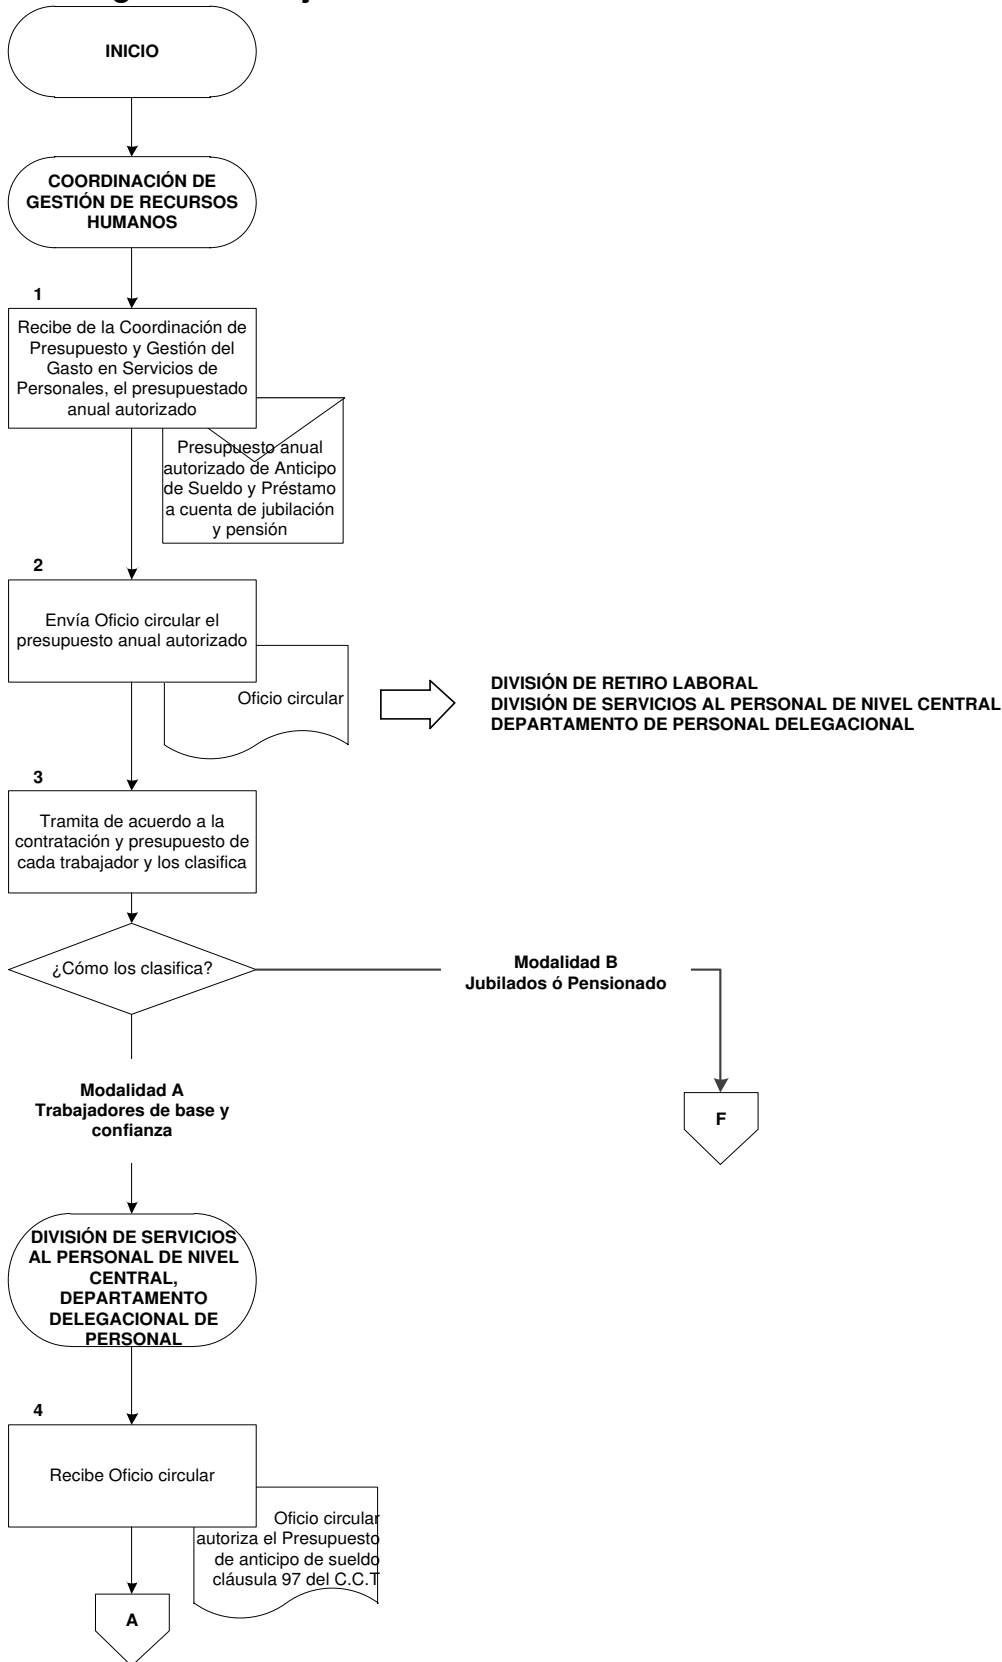 INICIO
COORDINACIÓN DE
GESTIÓN DE RECURSOS
HUMANOS
1
Recibe de la Coordinación de
Presupuesto y Gestión del
Gasto en Servicios de
Personales, el presupuestado
anual autorizado
Presupuesto anual
autorizado de Anticipo
de Sueldo y Préstamo
a cuenta de jubilación
y pensión
2
Envía Oficio circular el
presupuesto anual autorizado
Oficio circular
DIVISIÓN DE RETIRO LABORAL
DIVISIÓN DE SERVICIOS AL PERSONAL DE NIVEL CENTRAL
DEPARTAMENTO DE PERSONAL DELEGACIONAL
3
Tramita de acuerdo a la
contratación y presupuesto de
cada trabajador y los clasifica
¿Cómo los clasifica?
Modalidad B
Jubilados ó Pensionado
Modalidad A
Trabajadores de base y
confianza
F
DIVISIÓN DE SERVICIOS
AL PERSONAL DE NIVEL
CENTRAL,
DEPARTAMENTO
DELEGACIONAL DE
PERSONAL
4
Recibe Oficio circular
Oficio circular
autoriza el Presupuesto
de anticipo de sueldo
cláusula 97 del C.C.T
A